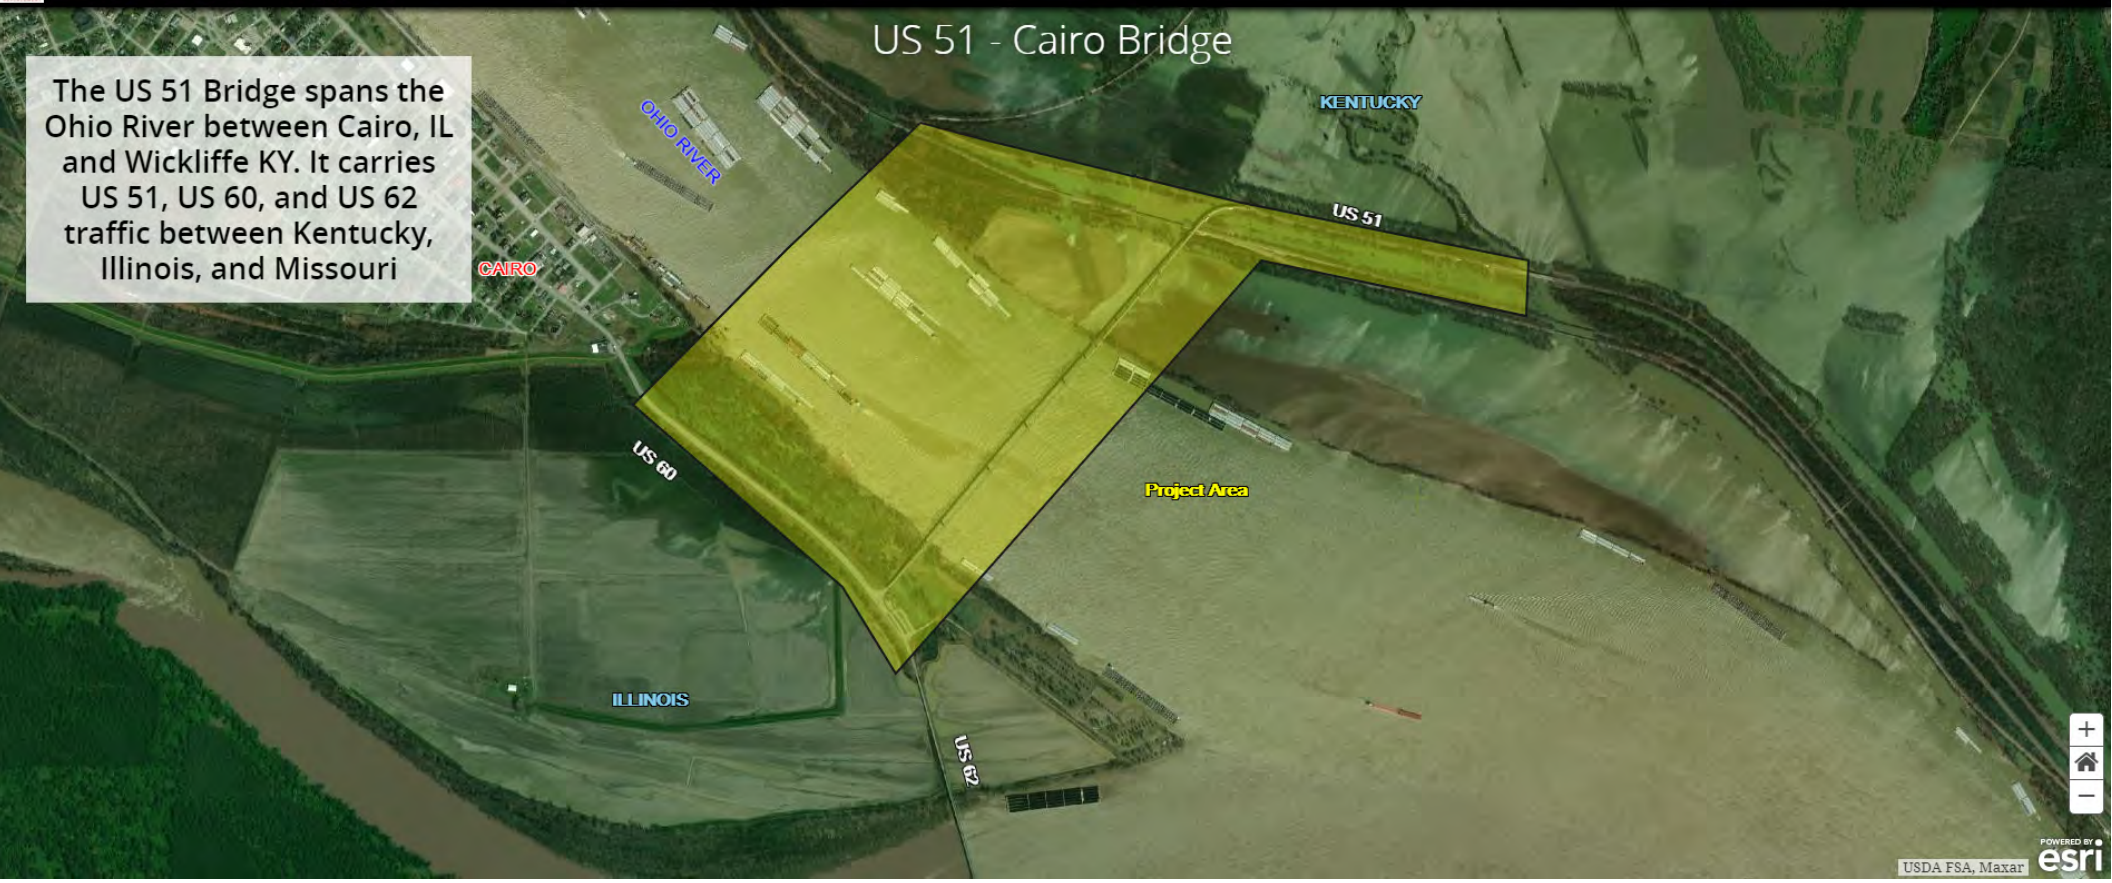 US 51 - Cairo Bridge
The US 51 Bridge spans the
Ohio River between Cairo, IL
and Wickliffe KY. It carries
US 51, US 60, and US 62
traffic between Kentucky,
Illinois, and Missouri
OHIO RIVER
KENTUCKY
US 51
CAIRO
US 60
Project Area
ILLINOIS
US 62
+
−
POWERED BY
esri
USDA FSA, Maxar